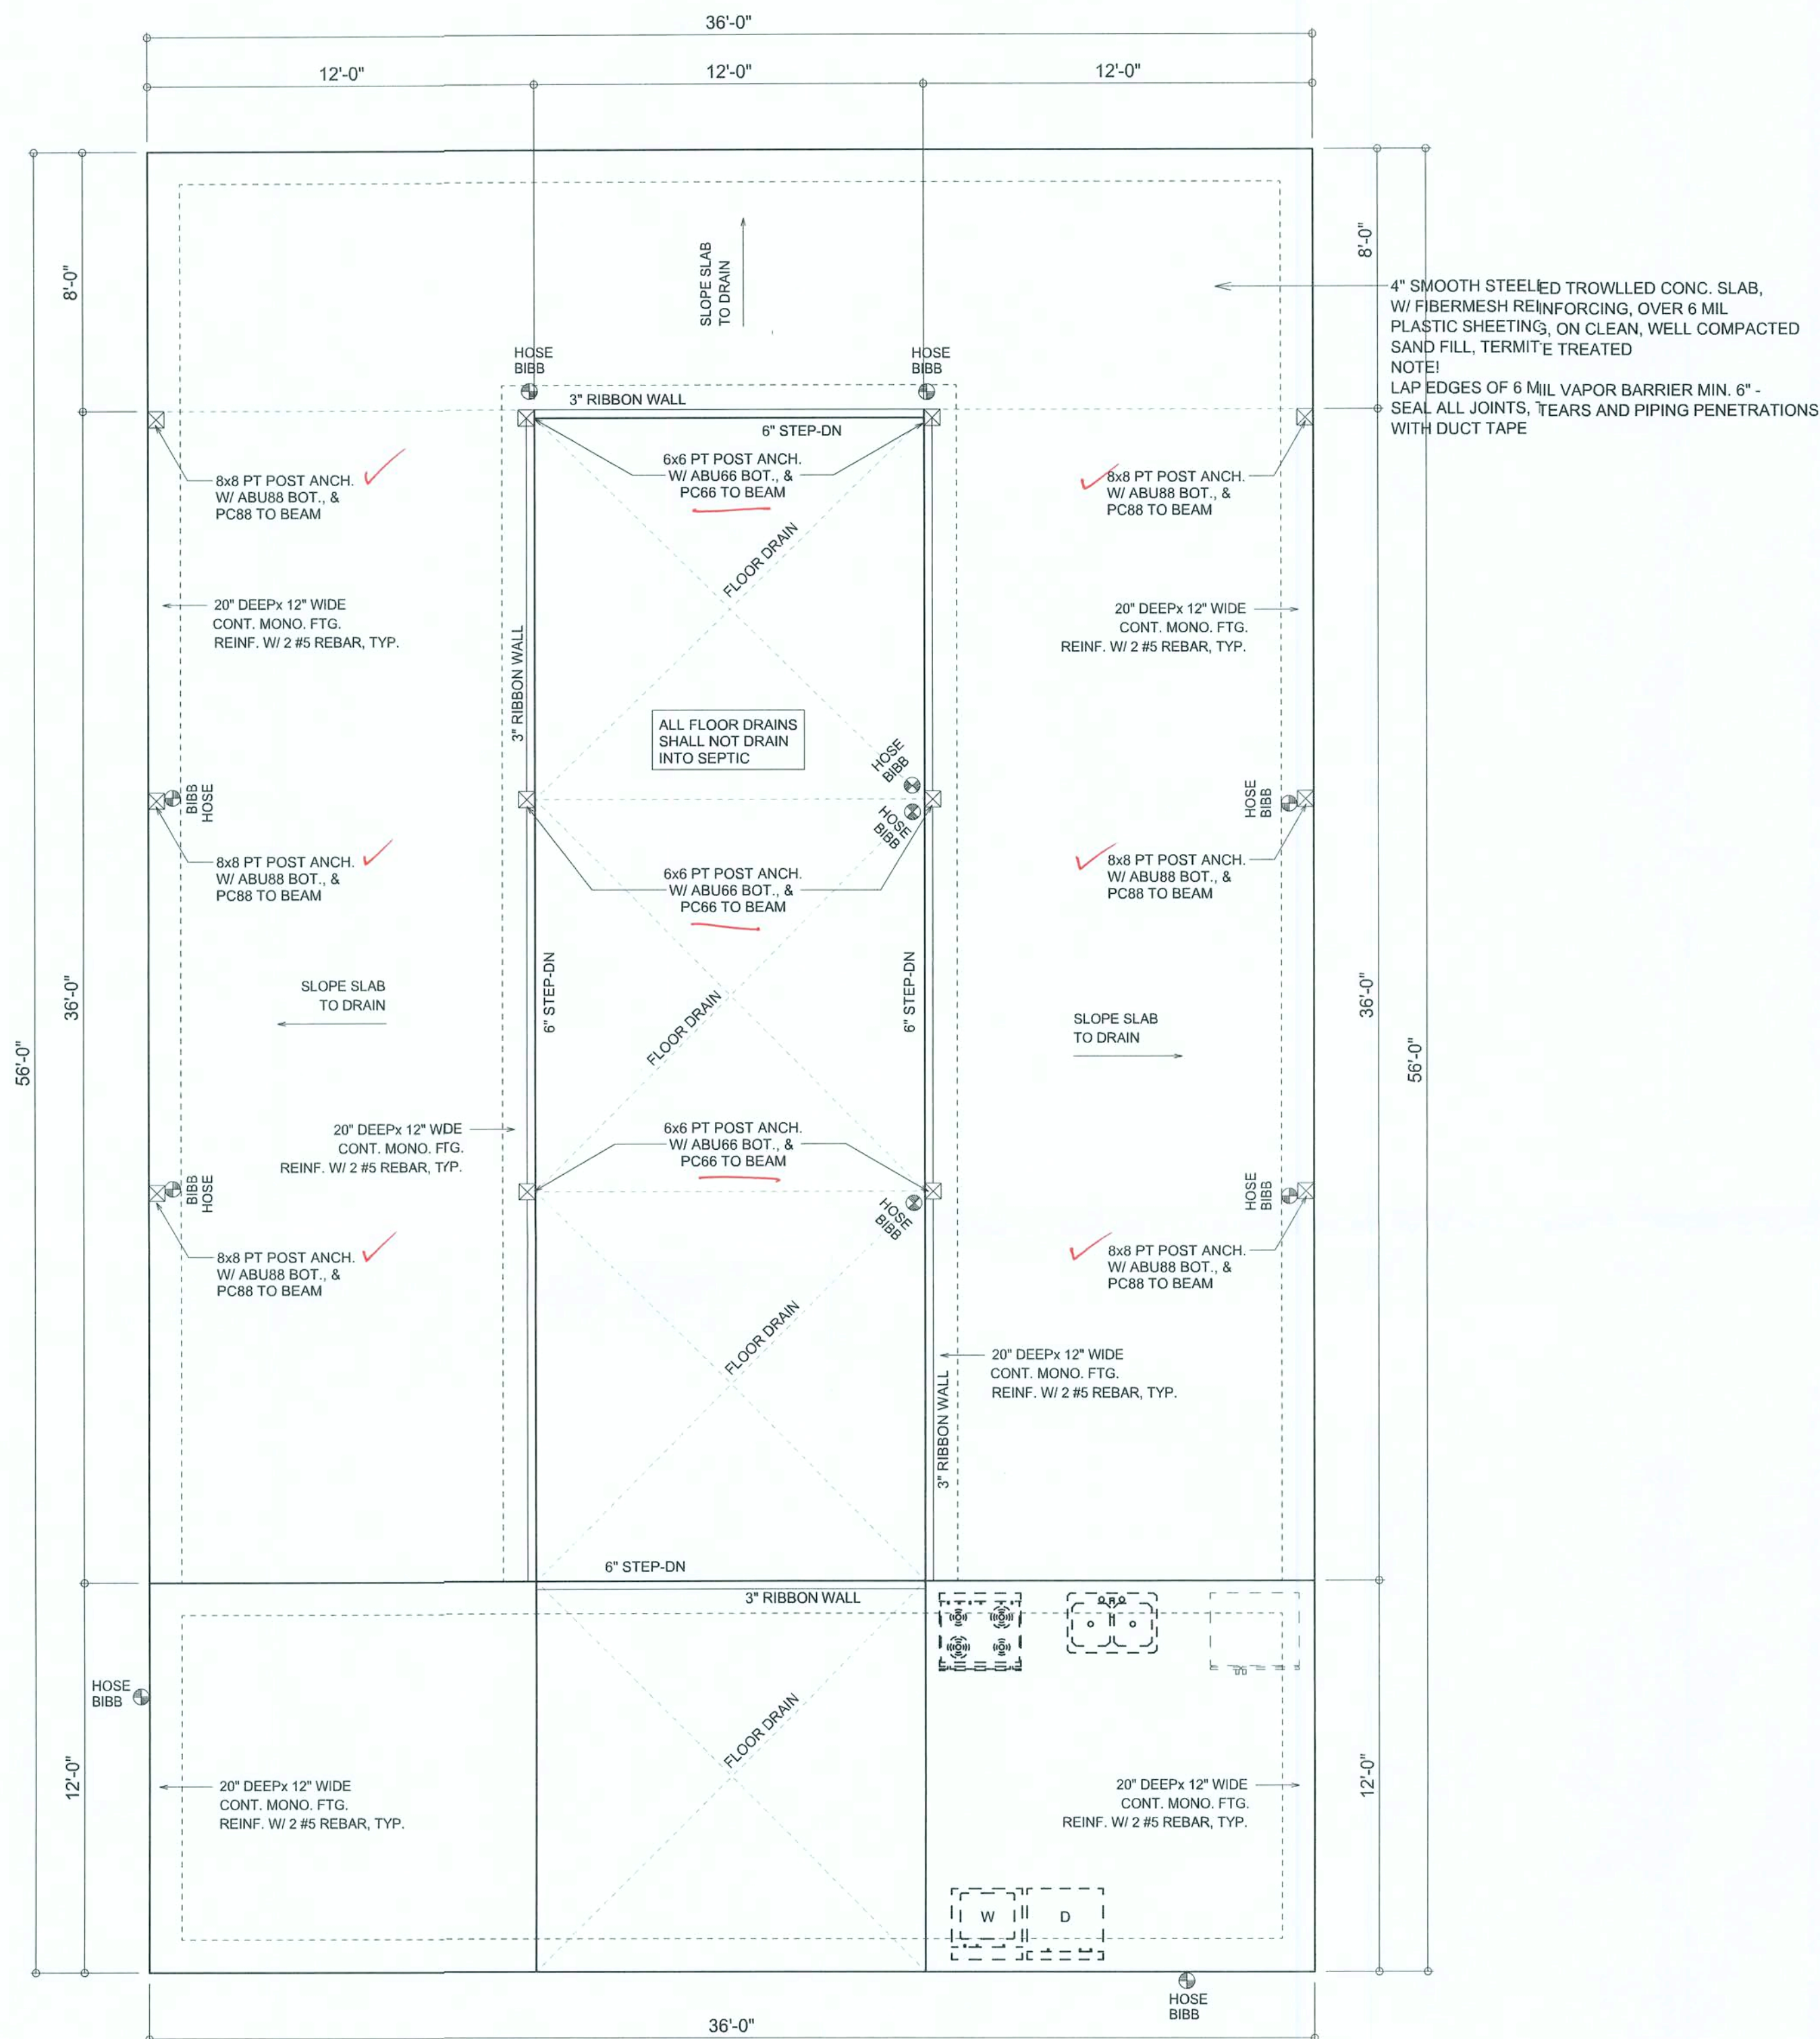 36'-0"
12'-0"
12'-0"
12'-0"
8'-0"
8'-0"
SLOPE SLAB
TO DRAIN
4" SMOOTH STEELED TROWLLED CONC. SLAB,
W/ FIBERMESH REINFORCING, OVER 6 MIL
PLASTIC SHEETING, ON CLEAN, WELL COMPACTED
SAND FILL, TERMITE TREATED
NOTE!
LAP EDGES OF 6 MIL VAPOR BARRIER MIN. 6" -
SEAL ALL JOINTS, TEARS AND PIPING PENETRATIONS
WITH DUCT TAPE
HOSE
BIBB
HOSE
BIBB
3" RIBBON WALL
6" STEP-DN
8x8 PT POST ANCH.
W/ ABU88 BOT., &
PC88 TO BEAM
6x6 PT POST ANCH.
W/ ABU66 BOT., &
PC66 TO BEAM
8x8 PT POST ANCH.
W/ ABU88 BOT., &
PC88 TO BEAM
FLOOR DRAIN
20" DEEPx 12" WIDE
CONT. MONO. FTG.
REINF. W/ 2 #5 REBAR, TYP.
20" DEEPx 12" WIDE
CONT. MONO. FTG.
REINF. W/ 2 #5 REBAR, TYP.
3" RIBBON WALL
ALL FLOOR DRAINS
SHALL NOT DRAIN
INTO SEPTIC
HOSE
BIBB
HOSE
BIBB
BIBB
HOSE
HOSE
BIBB
8x8 PT POST ANCH.
W/ ABU88 BOT., &
PC88 TO BEAM
6x6 PT POST ANCH.
W/ ABU66 BOT., &
PC66 TO BEAM
8x8 PT POST ANCH.
W/ ABU88 BOT., &
PC88 TO BEAM
56'-0"
36'-0"
SLOPE SLAB
TO DRAIN
6" STEP-DN
FLOOR DRAIN
6" STEP-DN
SLOPE SLAB
TO DRAIN
36'-0"
56'-0"
20" DEEPx 12" WDE
CONT. MONO. FTG.
REINF. W/ 2 #5 REBAR, TYP.
6x6 PT POST ANCH.
W/ ABU66 BOT., &
PC66 TO BEAM
BIBB
HOSE
HOSE
BIBB
HOSE
BIBB
8x8 PT POST ANCH.
W/ ABU88 BOT., &
PC88 TO BEAM
8x8 PT POST ANCH.
W/ ABU88 BOT., &
PC88 TO BEAM
FLOOR DRAIN
20" DEEPx 12" WIDE
CONT. MONO. FTG.
REINF. W/ 2 #5 REBAR, TYP.
3" RIBBON WALL
6" STEP-DN
3" RIBBON WALL
HOSE
BIBB
FLOOR DRAIN
12'-0"
20" DEEPx 12" WIDE
CONT. MONO. FTG.
REINF. W/ 2 #5 REBAR, TYP.
20" DEEPx 12" WIDE
CONT. MONO. FTG.
REINF. W/ 2 #5 REBAR, TYP.
12'-0"
W
D
HOSE
BIBB
36'-0"